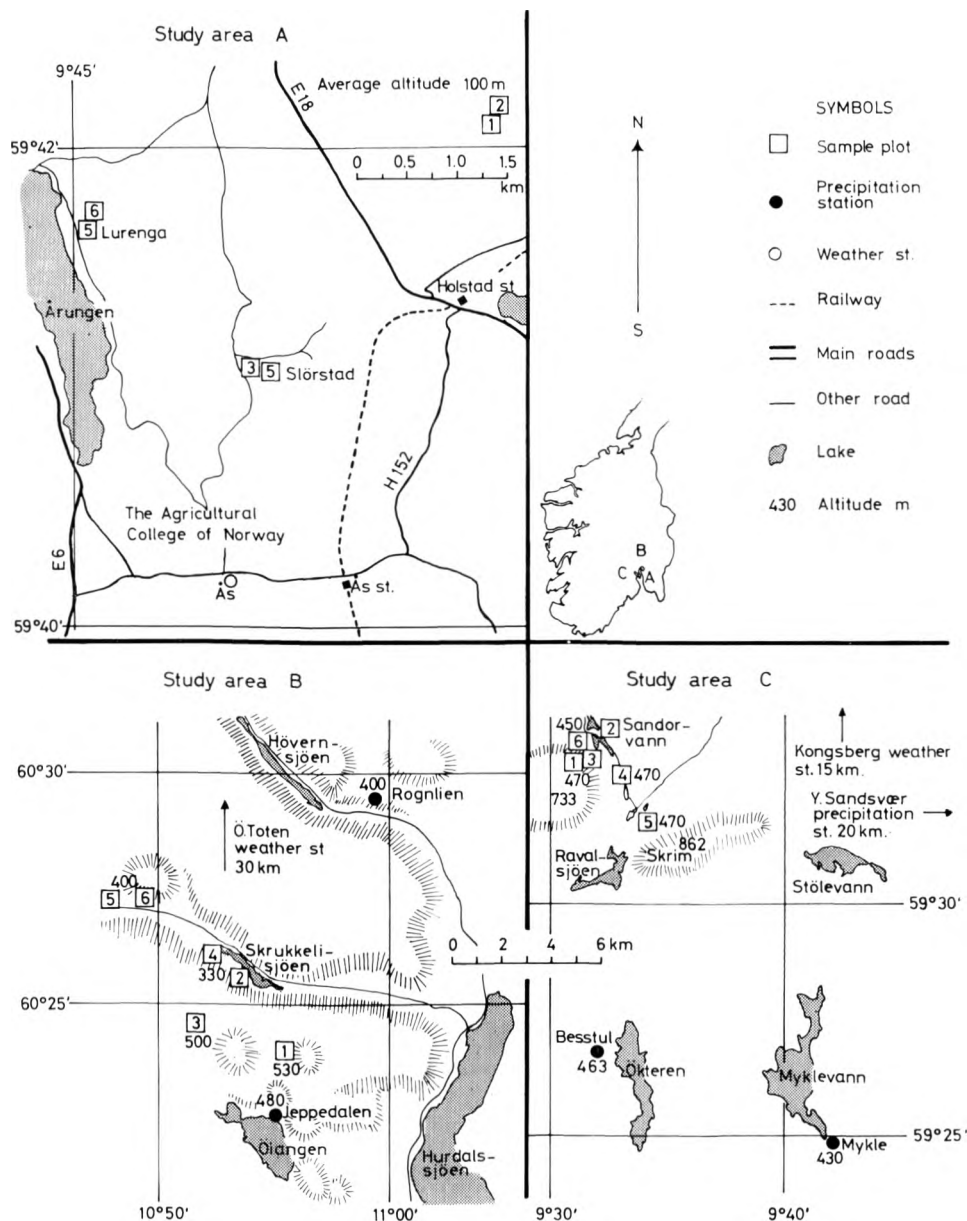 Study area A
9°45'
Average altitude 100 m
E18
2
1
59°42'
0 0.5 1.0 1.5
km
6
5 Lurenga
Årungen
Holstad st
3 5 Slörstad
H 152
The Agricultural
College of Norway
E6
Ås
Ås st.
59°40'
N
S
B
C A
SYMBOLS
Sample plot
Precipitation
station
Weather st.
Railway
Main roads
Other road
Lake
430 Altitude m
Study area B
Hövern-
sjöen
60°30'
400
Rognlien
Ö.Toten
weather st
30 km
400
5 6
Skrukkeli-
sjöen
4
330 2
60°25'
3
500
1
530
480
Jeppedalen
Öiangen
Hurdals-
sjöen
10°50' 11°00'
Study area C
450 2 Sandor-
vann
6
1 3
470
4 470
733
5 470
862
Skrim
Raval-
sjöen
Kongsberg weather
st. 15 km.
Y. Sandsvær
precipitation
st. 20 km.
Stölevann
59°30'
0 2 4 6 km
Besstul
463
Ökteren
Myklevann
59°25'
Mykle
430
9°30' 9°40'